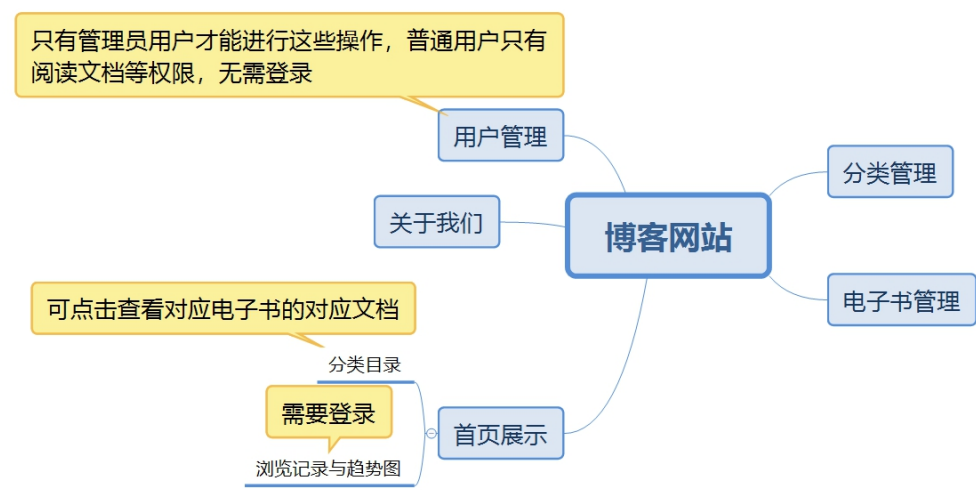 只有管理员用户才能进行这些操作，普通用户只有
阅读文档等权限，无需登录
用户管理
分类管理
关于我们
博客网站
电子书管理
可点击查看对应电子书的对应文档
分类目录
需要登录
首页展示
浏览记录与趋势图